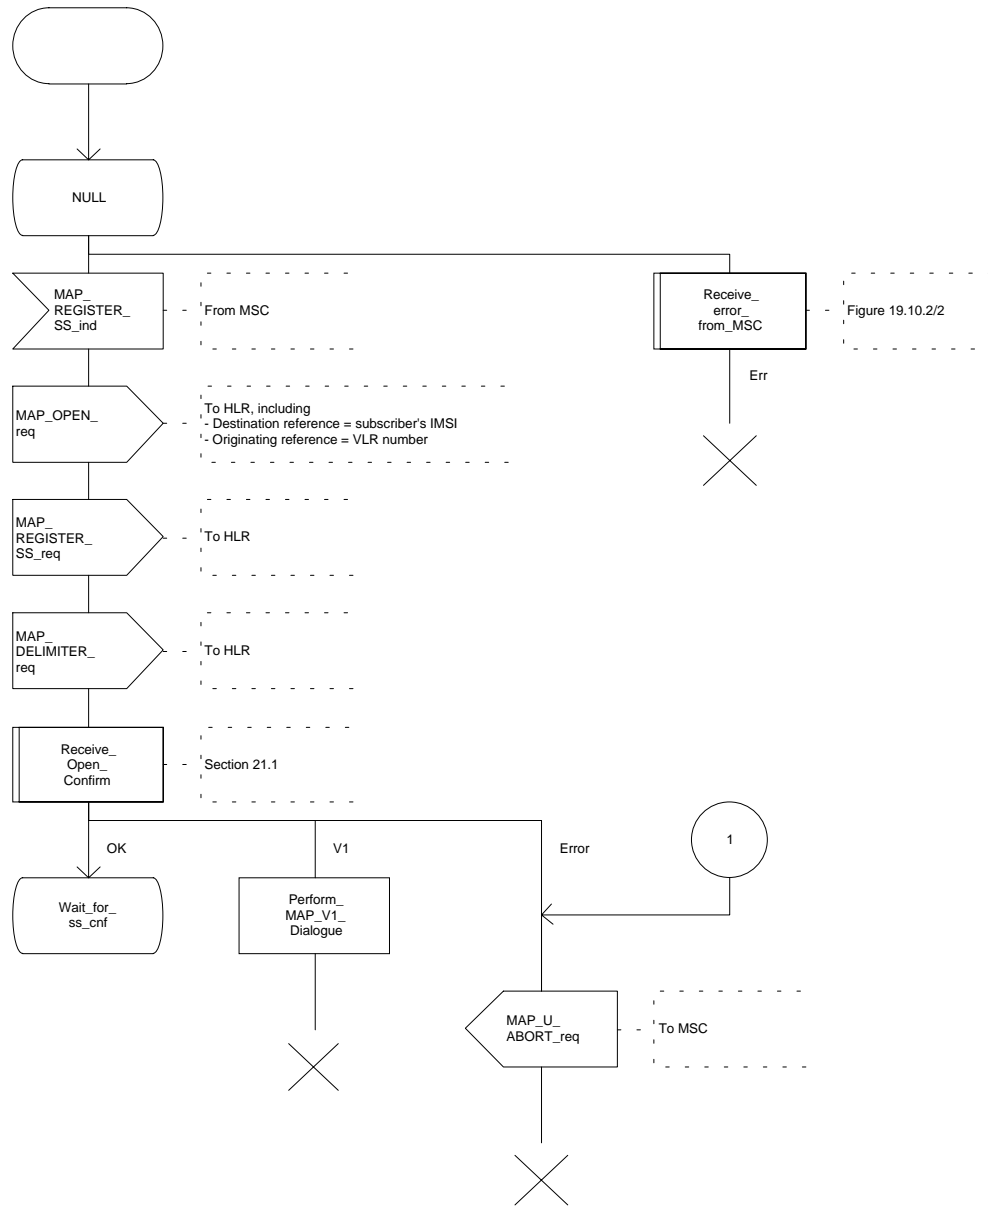 NULL
MAP_
REGISTER_
SS_ind
From MSC
Receive_
error_
from_MSC
Figure 19.10.2/2
Err
MAP_OPEN_
req
To HLR, including
- Destination reference = subscriber's IMSI
- Originating reference = VLR number
MAP_
REGISTER_
SS_req
To HLR
MAP_
DELIMITER_
req
To HLR
Receive_
Open_
Confirm
Section 21.1
OK
V1
Error
1
Wait_for_
ss_cnf
Perform_
MAP_V1_
Dialogue
MAP_U_
ABORT_req
To MSC